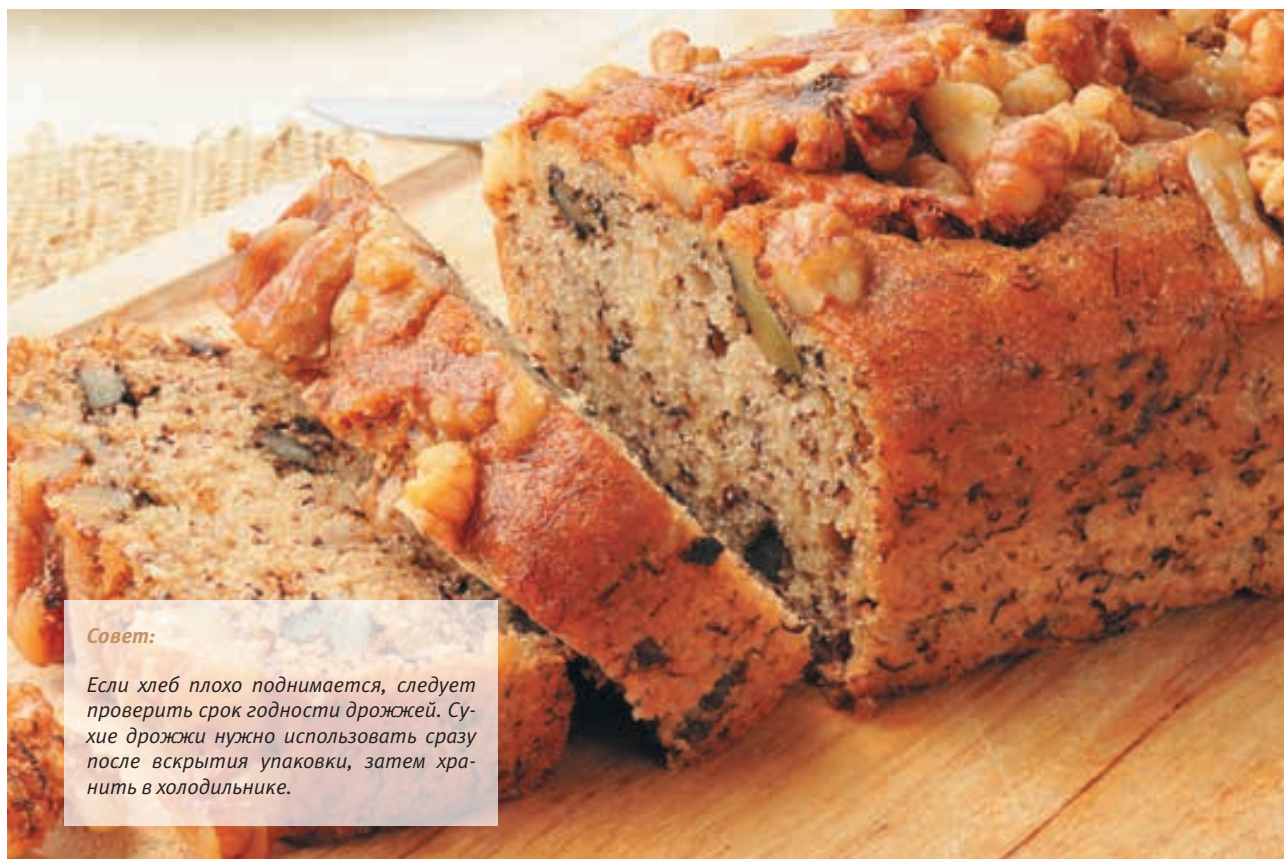 Совет:
Если хлеб плохо поднимается, следует
проверить срок годности дрожжей. Су-
хие дрожжи нужно использовать сразу
после вскрытия упаковки, затем хра-
нить в холодильнике.